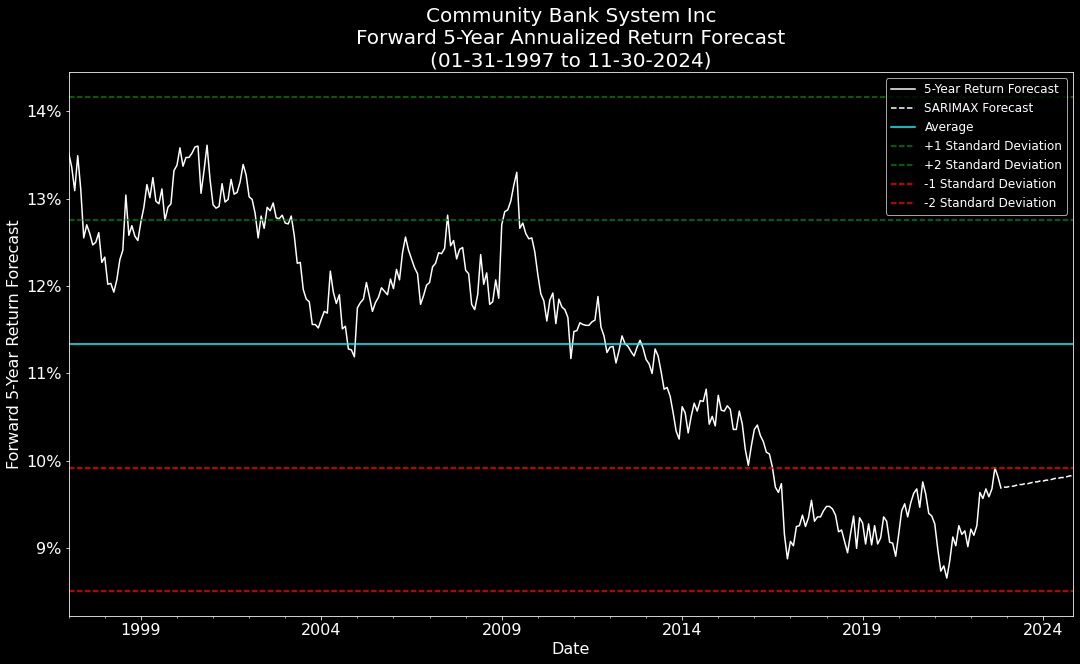 Community Bank System Inc
Forward 5-Year Annualized Return Forecast
(01-31-1997 to 11-30-2024)
5-Year Return Forecast
SARIMAX Forecast
Average
+1 Standard Deviation
+2 Standard Deviation
-1 Standard Deviation
-2 Standard Deviation
Forward 5-Year Return Forecast
14%
13%
12%
11%
10%
9%
1999
2004
2009
2014
2019
2024
Date